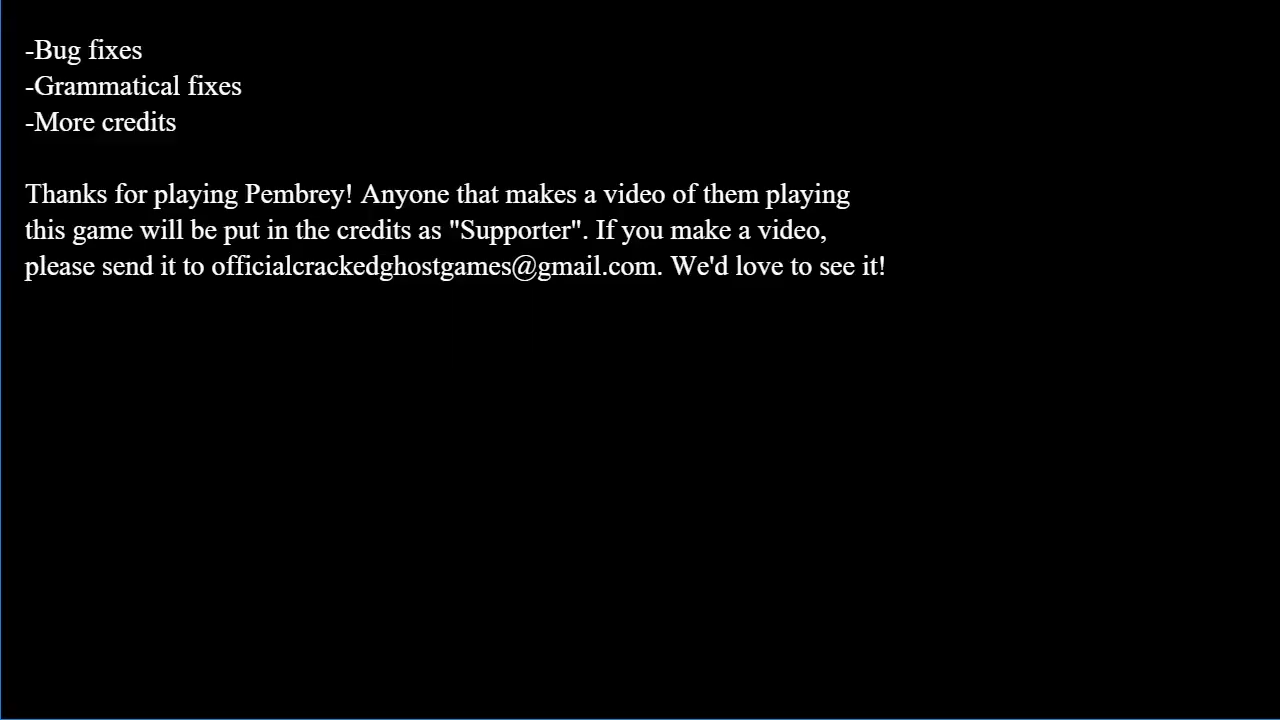 -Bug fixes
-Grammatical fixes
-More credits
Thanks for playing Pembrey! Anyone that makes a video of them playing
this game will be put in the credits as "Supporter". If you make a video,
please send it to officialcrackedghostgames@gmail.com. We'd love to see it!